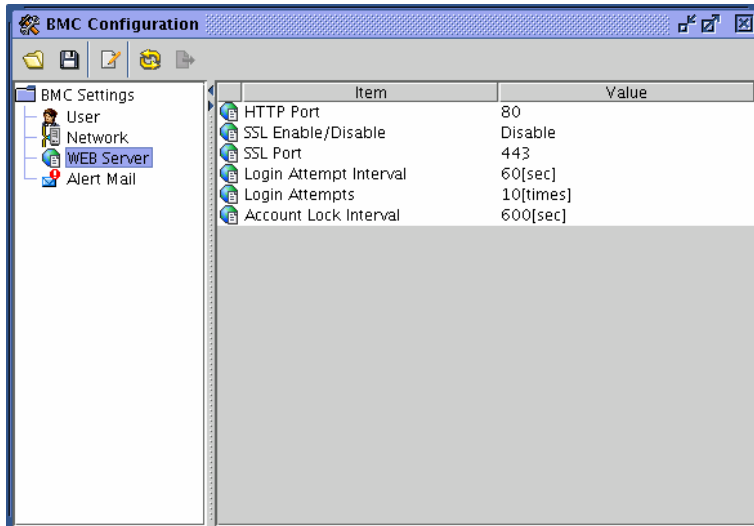 BMC Configuration
BMC Settings
User
Network
WEB Server
Alert Mail
Item Value
HTTP Port 80
SSL Enable/Disable Disable
SSL Port 443
Login Attempt Interval 60[sec]
Login Attempts 10[times]
Account Lock Interval 600[sec]